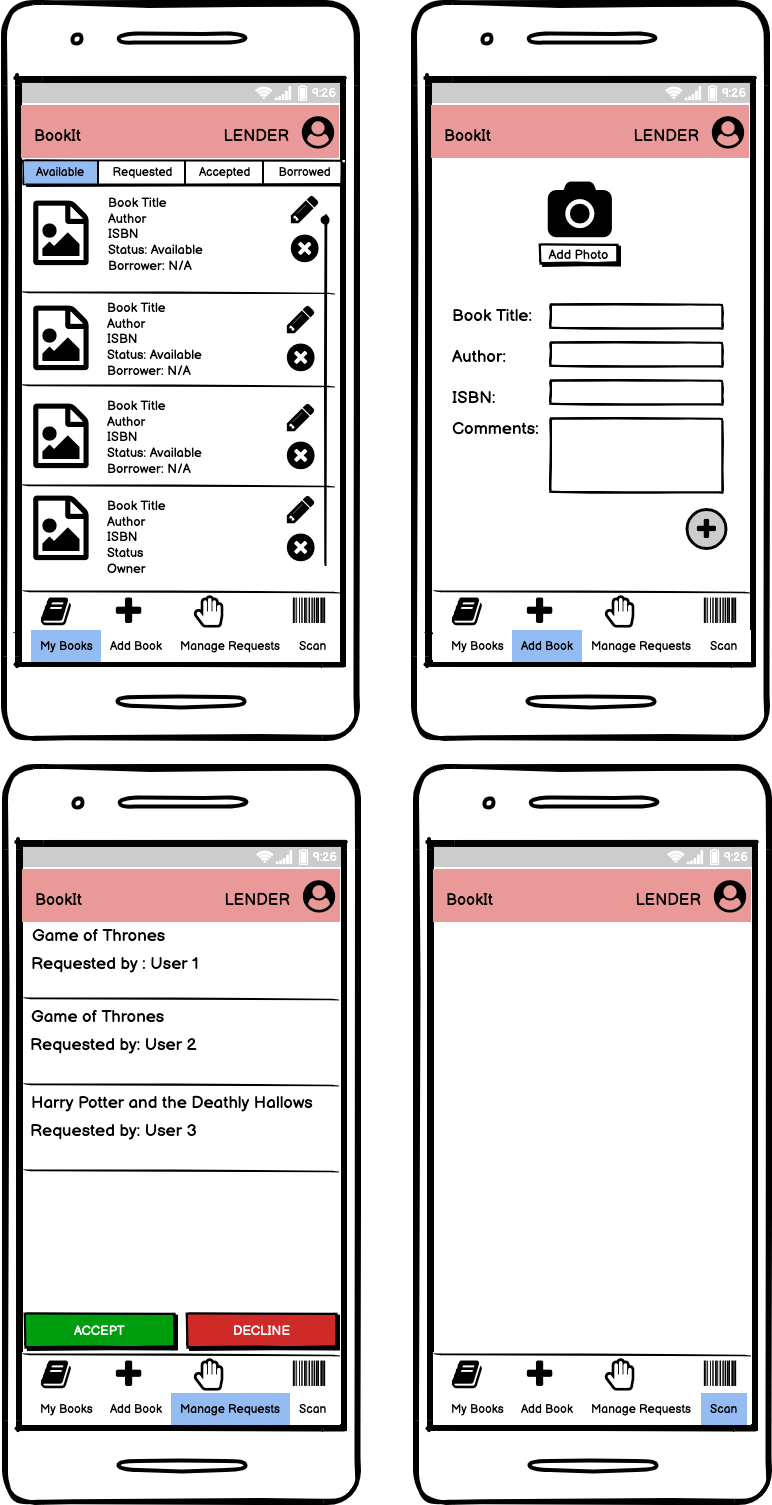 9:26
BookIt LENDER
Available Requested Accepted Borrowed
Book Title
Author
ISBN
Status: Available
Borrower: N/A
Book Title
Author
ISBN
Status: Available
Borrower: N/A
Book Title
Author
ISBN
Status: Available
Borrower: N/A
Book Title
Author
ISBN
Status
Owner
My Books Add Book Manage Requests Scan
9:26
BookIt LENDER
Add Photo
Book Title:
Author:
ISBN:
Comments:
My Books Add Book Manage Requests Scan
9:26
BookIt LENDER
Game of Thrones
Requested by : User 1
Game of Thrones
Requested by: User 2
Harry Potter and the Deathly Hallows
Requested by: User 3
ACCEPT DECLINE
My Books Add Book Manage Requests Scan
9:26
BookIt LENDER
My Books Add Book Manage Requests Scan